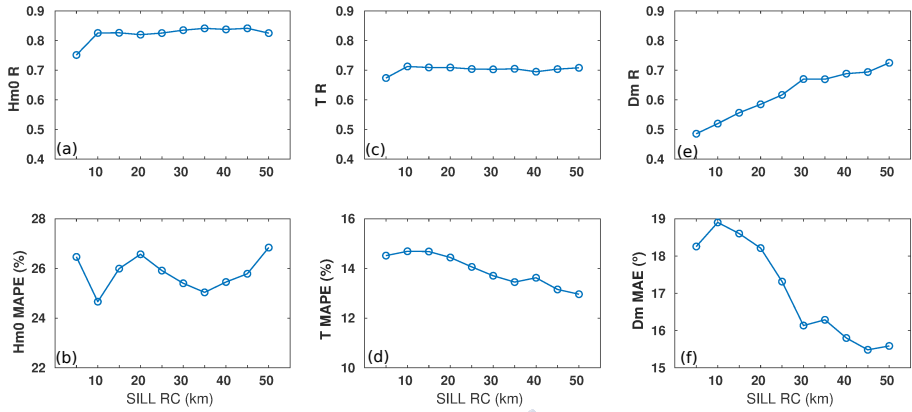 0.9
0.8
0.7
0.6
0.5
0.4
Hm0 R
(a)
10 20 30 40 50
0.9
0.8
0.7
0.6
0.5
0.4
T R
(c)
10 20 30 40 50
0.9
0.8
0.7
0.6
0.5
0.4
Dm R
(e)
10 20 30 40 50
28
26
24
22
Hm0 MAPE (%)
(b)
10 20 30 40 50
SILL RC (km)
16
14
12
10
T MAPE (%)
(d)
10 20 30 40 50
SILL RC (km)
19
18
17
16
15
Dm MAE (°)
(f)
10 20 30 40 50
SILL RC (km)